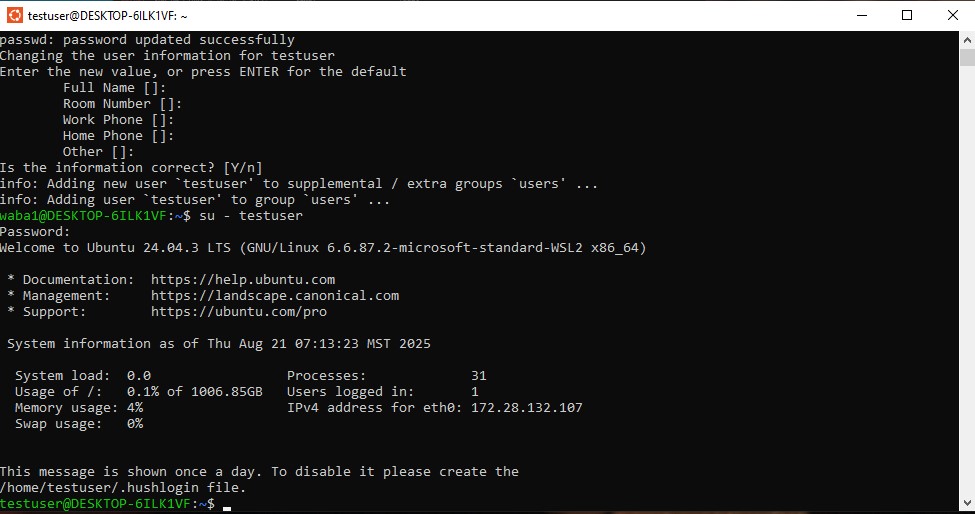 testuser@DESKTOP-6ILK1VF: ~
passwd: password updated successfully
Changing the user information for testuser
Enter the new value, or press ENTER for the default
        Full Name []:
        Room Number []:
        Work Phone []:
        Home Phone []:
        Other []:
Is the information correct? [Y/n]
info: Adding new user `testuser' to supplemental / extra groups `users' ...
info: Adding user `testuser' to group `users' ...
waba1@DESKTOP-6ILK1VF:~$ su - testuser
Password:
Welcome to Ubuntu 24.04.3 LTS (GNU/Linux 6.6.87.2-microsoft-standard-WSL2 x86_64)

 * Documentation:  https://help.ubuntu.com
 * Management:     https://landscape.canonical.com
 * Support:        https://ubuntu.com/pro

 System information as of Thu Aug 21 07:13:23 MST 2025

  System load:  0.0                 Processes:             31
  Usage of /:   0.1% of 1006.85GB   Users logged in:       1
  Memory usage: 4%                  IPv4 address for eth0: 172.28.132.107
  Swap usage:   0%


This message is shown once a day. To disable it please create the
/home/testuser/.hushlogin file.
testuser@DESKTOP-6ILK1VF:~$